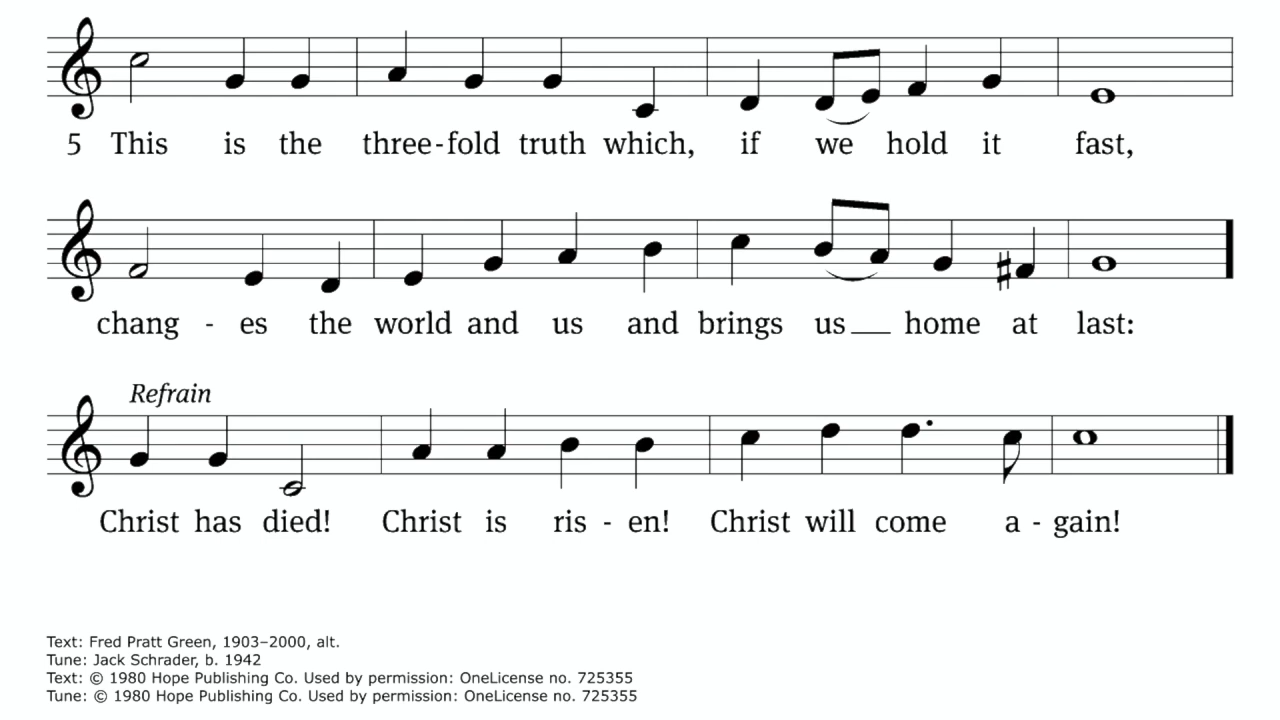 5 This is the three-fold truth which, if we hold it fast,
chang - es the world and us and brings us home at last:
Refrain
Christ has died! Christ is ris - en! Christ will come a - gain!
Text: Fred Pratt Green, 1903–2000, alt.
Tune: Jack Schrader, b. 1942
Text: © 1980 Hope Publishing Co. Used by permission: OneLicense no. 725355
Tune: © 1980 Hope Publishing Co. Used by permission: OneLicense no. 725355